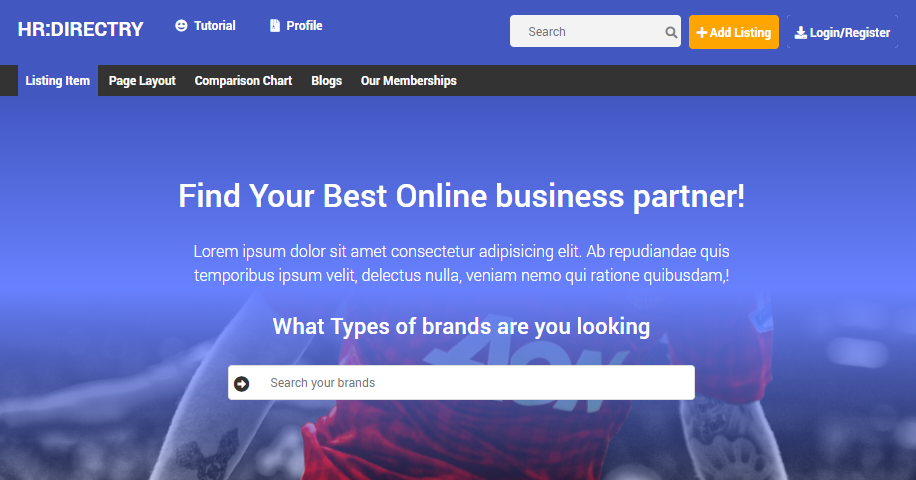 HR:DIRECTRY
Tutorial
Profile
Search
Add Listing
Login/Register
Listing Item
Page Layout
Comparison Chart
Blogs
Our Memberships
Find Your Best Online business partner!
Lorem ipsum dolor sit amet consectetur adipisicing elit. Ab repudiandae quis
temporibus ipsum velit, delectus nulla, veniam nemo qui ratione quibusdam,!
What Types of brands are you looking
AON
Search your brands